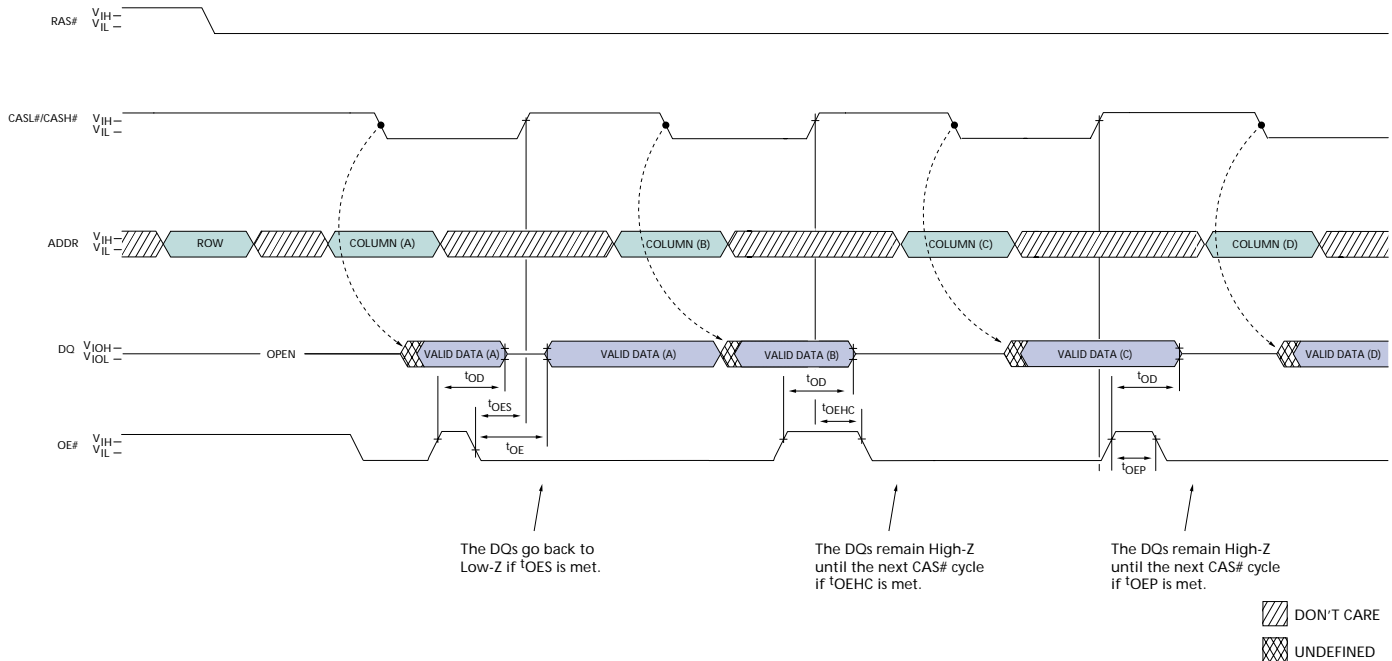 RAS# VIH
VIL
CASL#/CASH# VIH
VIL
ADDR VIH
VIL
ROW COLUMN (A) COLUMN (B) COLUMN (C) COLUMN (D)
DQ VIOH
VIOL
OPEN VALID DATA (A) VALID DATA (A) VALID DATA (B) VALID DATA (C) VALID DATA (D)
tOD tOD tOD
tOES tOEHC
tOE tOEP
OE# VIH
VIL
The DQs go back to
Low-Z if tOES is met.
The DQs remain High-Z
until the next CAS# cycle
if tOEHC is met.
The DQs remain High-Z
until the next CAS# cycle
if tOEP is met.
DON'T CARE
UNDEFINED